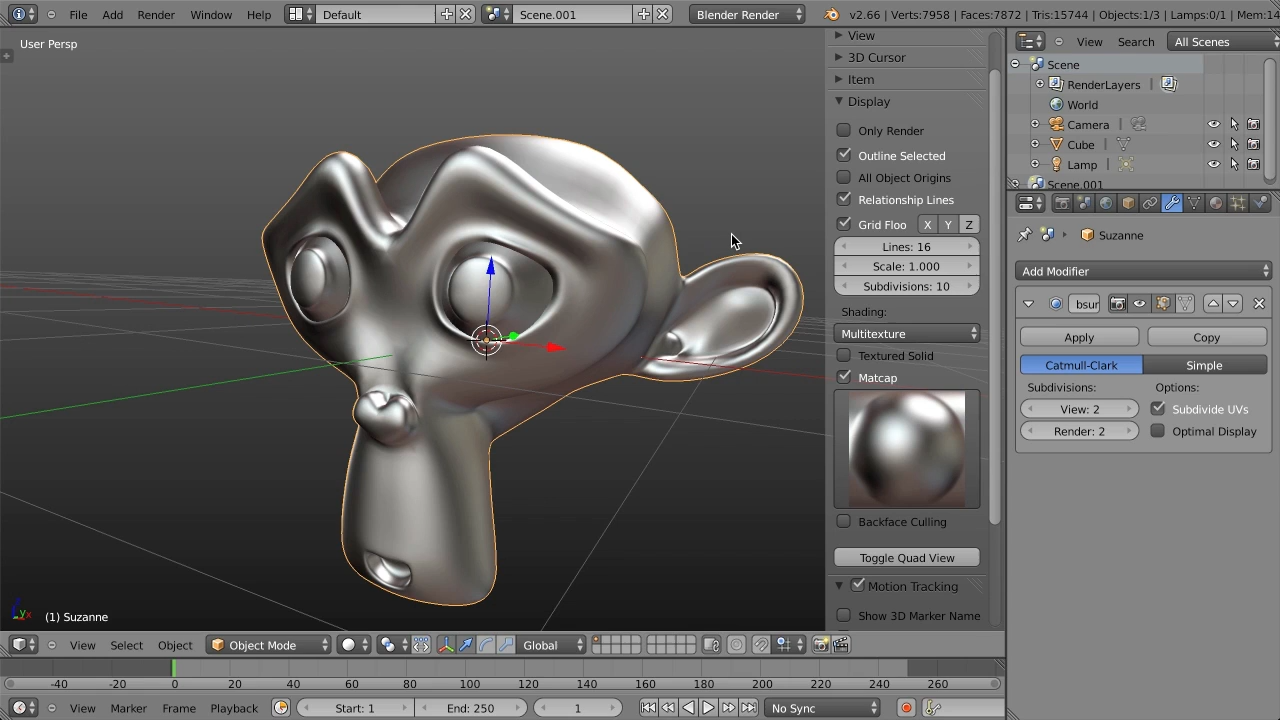 File Add Render Window Help Default Scene.001 Blender Render v2.66 | Verts:7958 | Faces:7872 | Tris:15744 | Objects:1/3 | Lamps:0/1 | Mem:14
User Persp
View
3D Cursor
Item
Display
Only Render
Outline Selected
All Object Origins
Relationship Lines
Grid Floo X Y Z
Lines: 16
Scale: 1.000
Subdivisions: 10
Shading:
Multitexture
Textured Solid
Matcap
Backface Culling
Toggle Quad View
Motion Tracking
Show 3D Marker Name
View Search All Scenes
Scene
RenderLayers
World
Camera
Cube
Lamp
Scene.001
Suzanne
Add Modifier
bsur
Apply Copy
Catmull-Clark Simple
Subdivisions: Options:
View: 2 Subdivide UVs
Render: 2 Optimal Display
y x
(1) Suzanne
View Select Object Object Mode Global
-40 -20 0 20 40 60 80 100 120 140 160 180 200 220 240 260
View Marker Frame Playback Start: 1 End: 250 1 No Sync